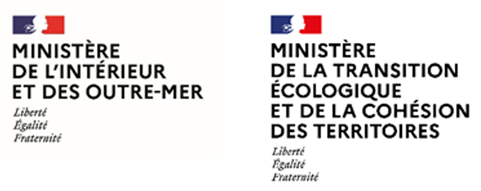 MINISTÈRE
DE L'INTÉRIEUR
ET DES OUTRE-MER
Liberté
Égalité
Fraternité
MINISTÈRE
DE LA TRANSITION
ÉCOLOGIQUE
ET DE LA COHÉSION
DES TERRITOIRES
Liberté
Égalité
Fraternité